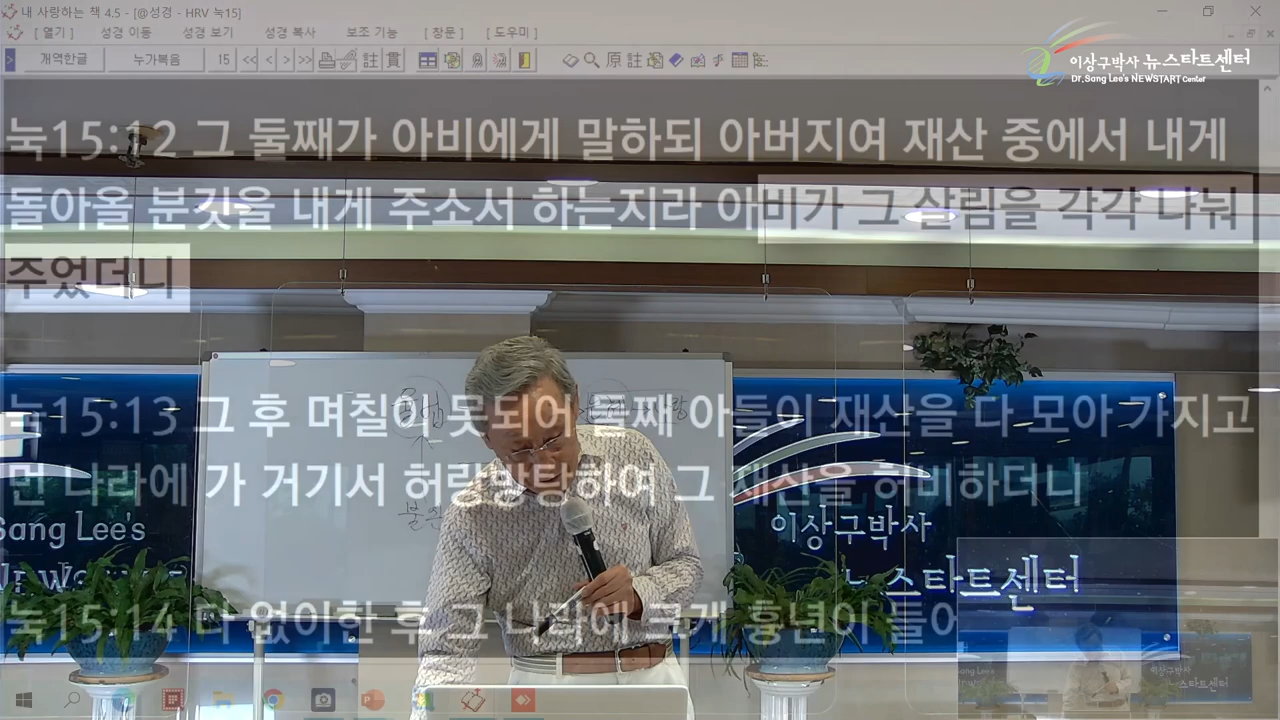 내 사랑하는 책 4.5 - [@성경 - HRV 눅15]
[ 열기 ] 성경 이동 성경 보기 성경 복사 보조 기능 [ 창문 ] [ 도우미 ]
개역한글 누가복음 15 << < > >> 註 貫 原 註
이상구박사 뉴스타트센터
Dr. Sang Lee's NEWSTART Center
눅15:12 그 둘째가 아비에게 말하되 아버지여 재산 중에서 내게
돌아올 분깃을 내게 주소서 하는지라 아비가 그 살림을 각각 나눠
주었더니
눅15:13 그 후 며칠이 못되어 둘째 아들이 재산을 다 모아 가지고
먼 나라에 가 거기서 허랑방탕하여 그 재산을 허비하더니
Sang Lee's
이상구박사
뉴스타트센터
눅15:14 다 없이한 후 그 나라에 크게 흉년이 들어